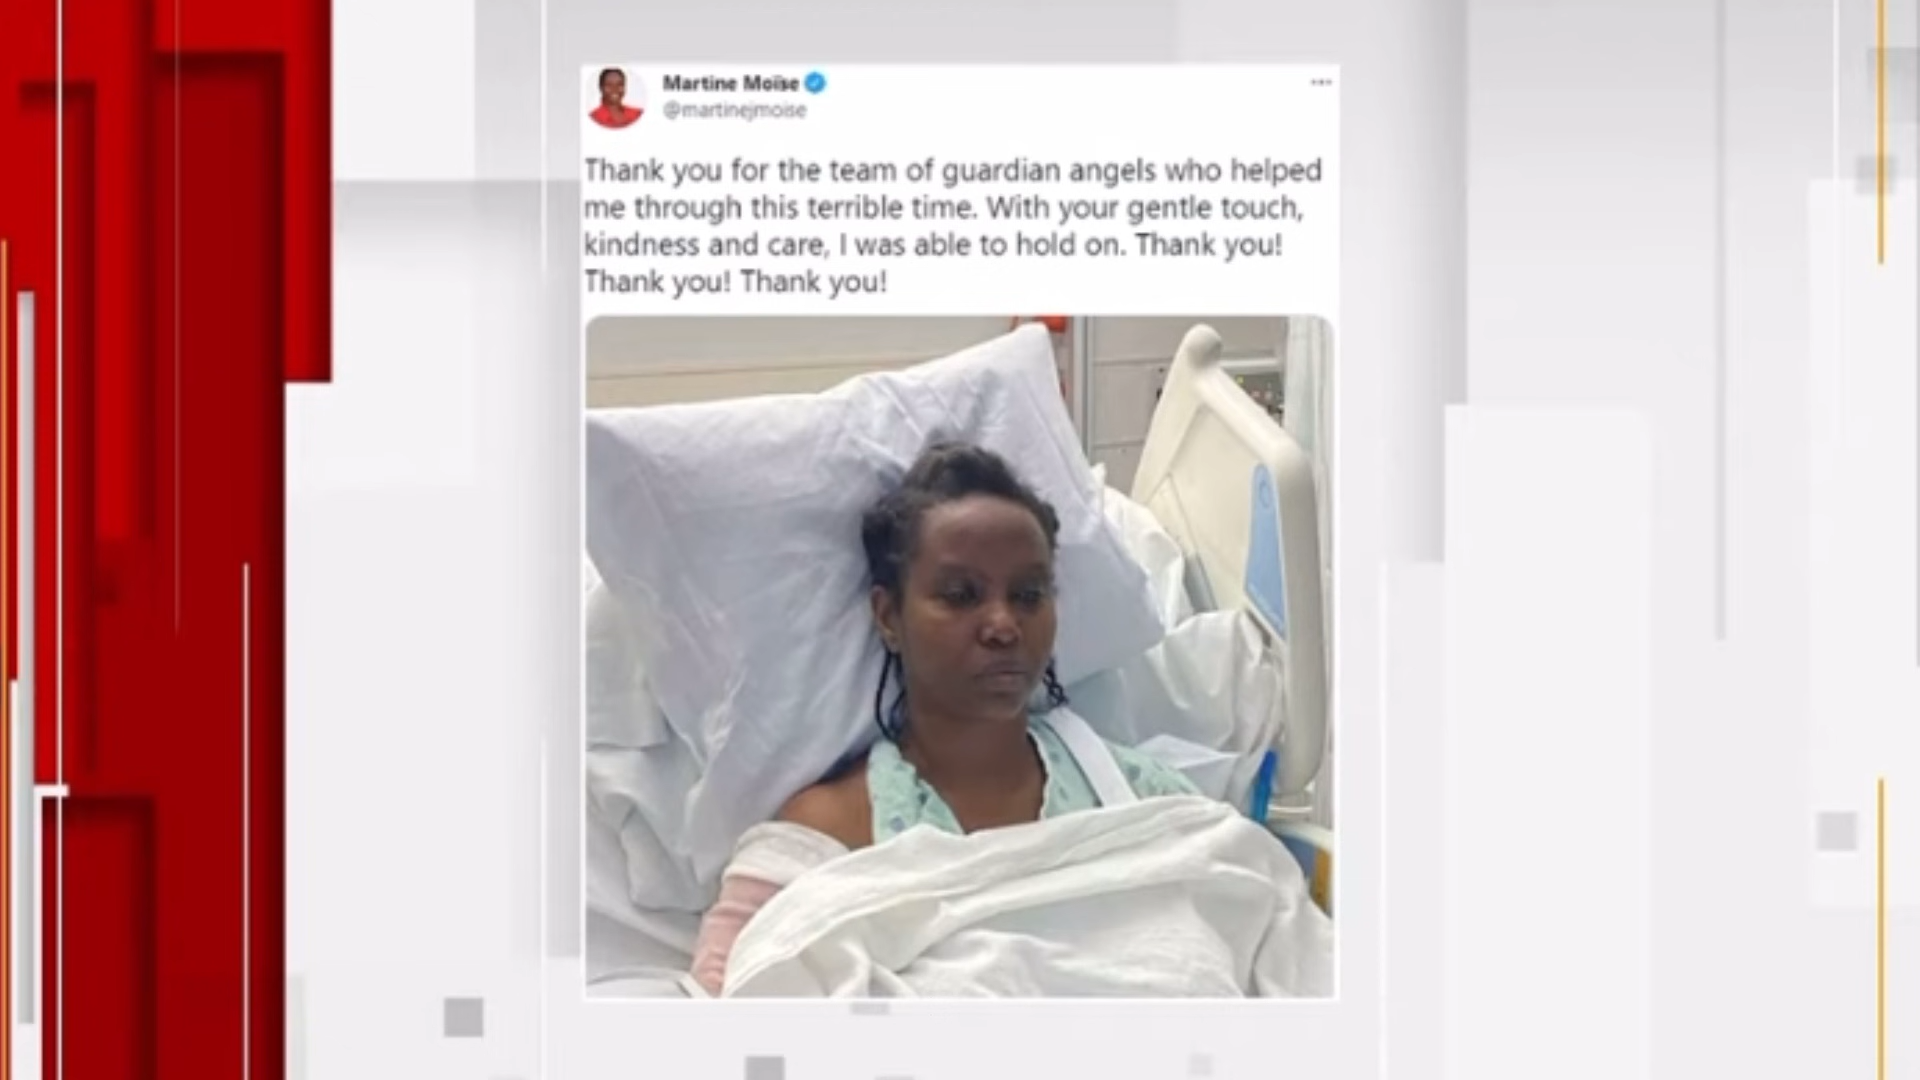 Martine Moïse
@martinejmoise
Thank you for the team of guardian angels who helped
me through this terrible time. With your gentle touch,
kindness and care, I was able to hold on. Thank you!
Thank you! Thank you!